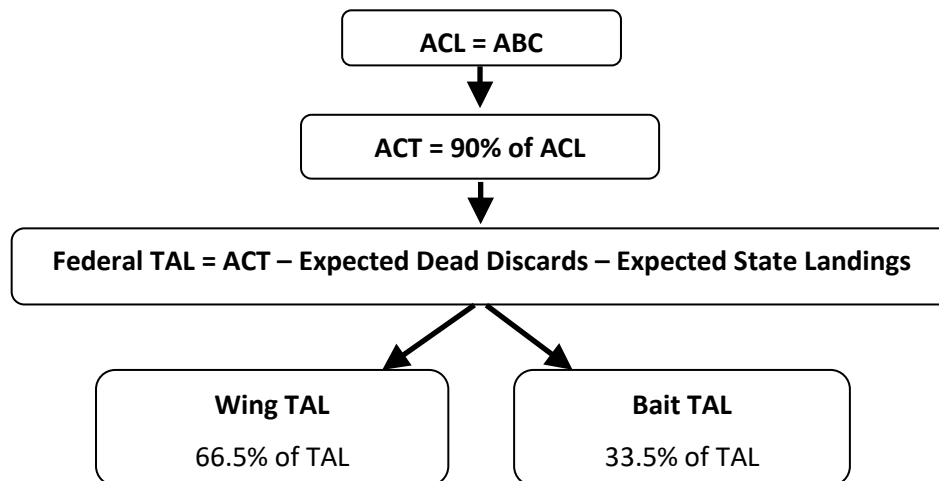 ACL = ABC
ACT = 90% of ACL
Federal TAL = ACT – Expected Dead Discards – Expected State Landings
Wing TAL
66.5% of TAL
Bait TAL
33.5% of TAL